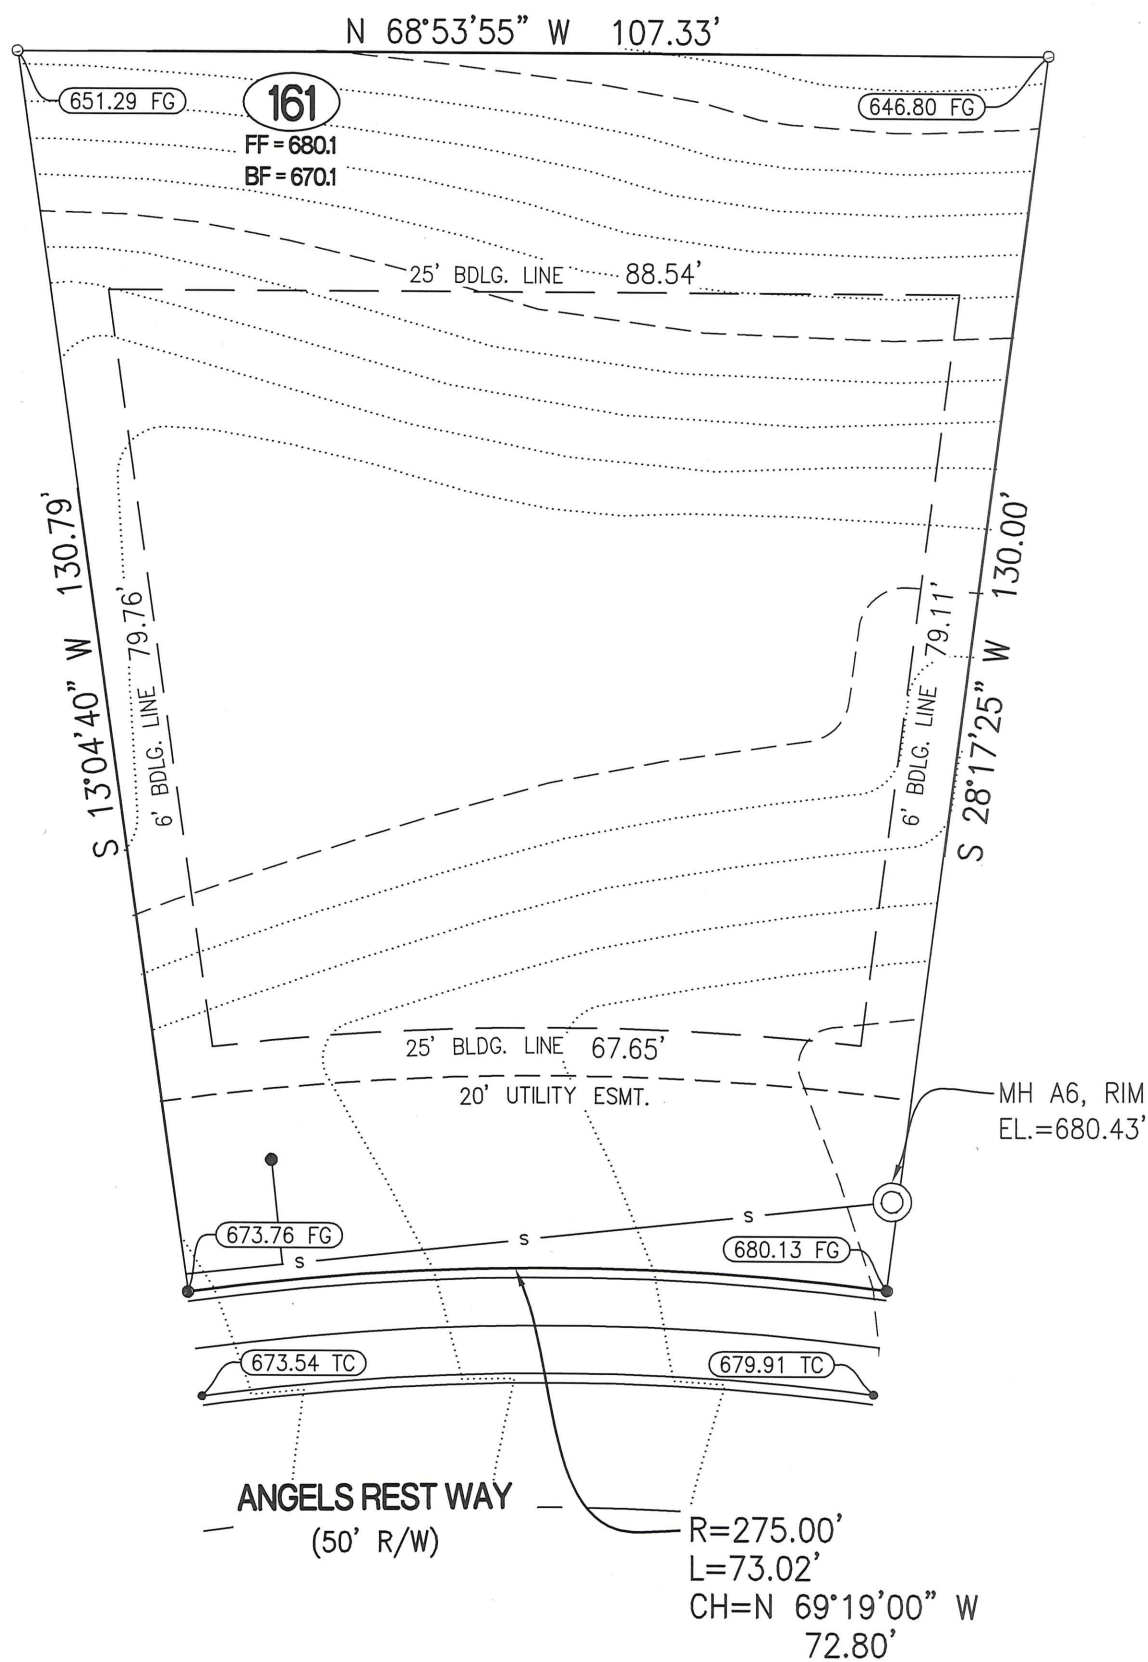 N 68°53'55" W 107.33'
651.29 FG
161
646.80 FG
FF = 680.1
BF = 670.1
25' BDLG. LINE 88.54'
S 13°04'40" W 130.79'
6' BDLG. LINE 79.76'
6' BDLG. LINE 79.11'
S 28°17'25" W 130.00'
25' BLDG. LINE 67.65'
20' UTILITY ESMT.
MH A6, RIM
EL.=680.43'
S
S
S
673.76 FG
680.13 FG
673.54 TC
679.91 TC
ANGELS REST WAY
(50' R/W)
R=275.00'
L=73.02'
CH=N 69°19'00" W
72.80'